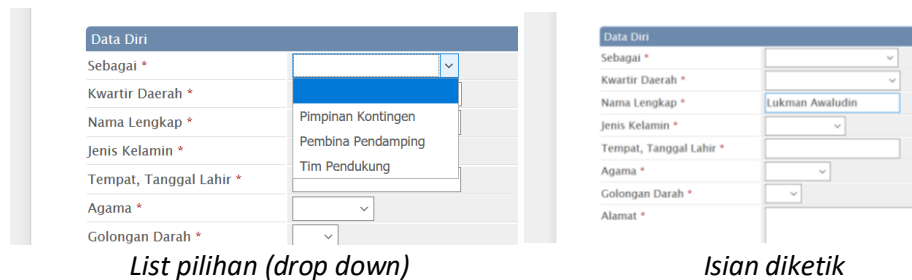 Data Diri
Sebagai *
Kwartir Daerah *
Nama Lengkap *
Jenis Kelamin *
Tempat, Tanggal Lahir *
Agama *
Golongan Darah *
Pimpinan Kontingen
Pembina Pendamping
Tim Pendukung
List pilihan (drop down)
Data Diri
Sebagai *
Kwartir Daerah *
Nama Lengkap * Lukman Awaludin
Jenis Kelamin *
Tempat, Tanggal Lahir *
Agama *
Golongan Darah *
Alamat *
Isian diketik